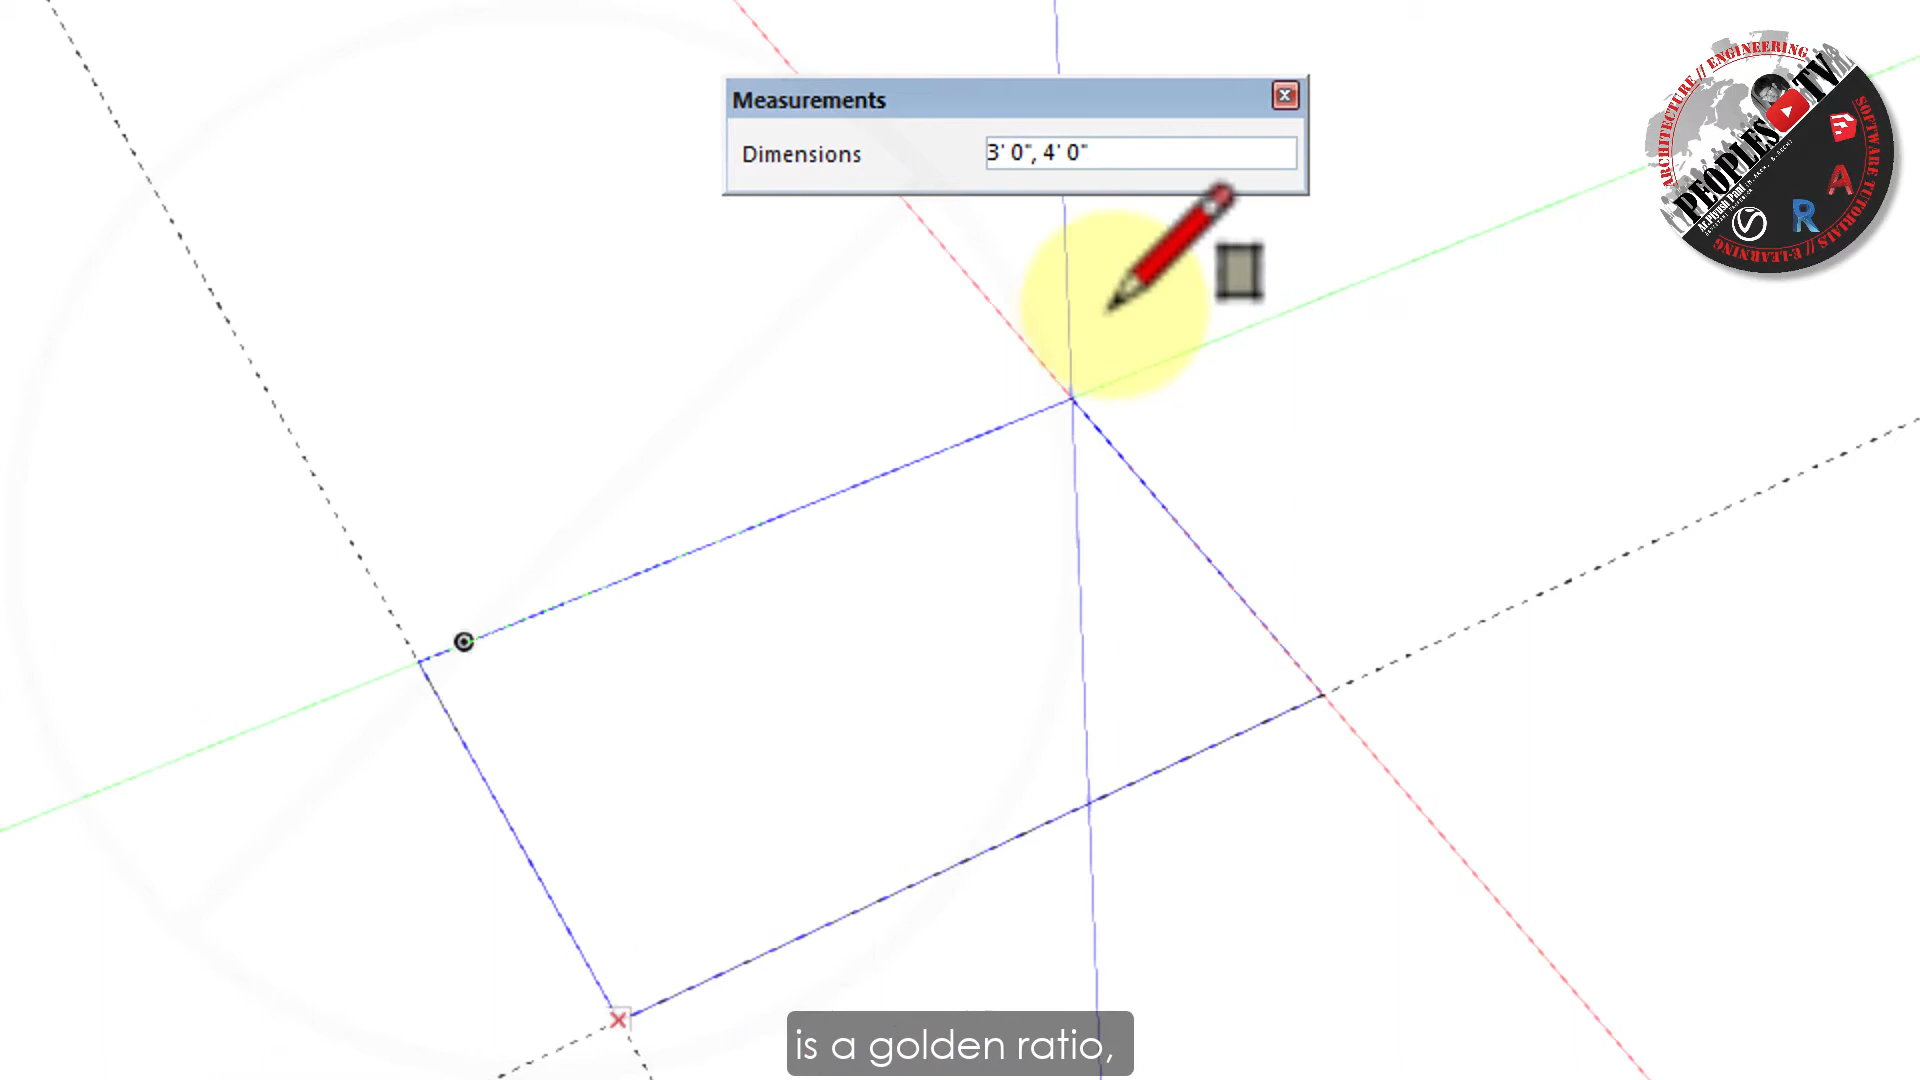 Measurements
Dimensions
3' 0", 4' 0"
ARCHITECTURE // ENGINEERING
PEOPLES TV
SOFTWARE TUTORIALS // E-LEARNING
R
A
is a golden ratio,